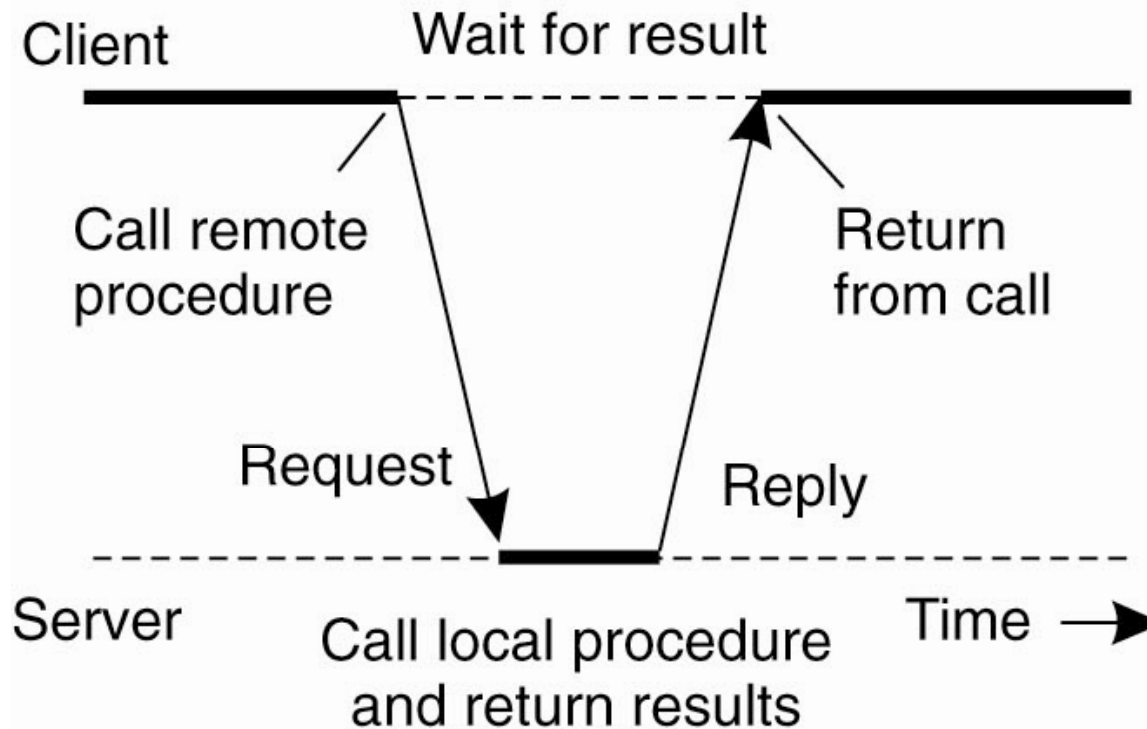 Client
Wait for result
Call remote
procedure
Return
from call
Request
Reply
Server
Call local procedure
and return results
Time